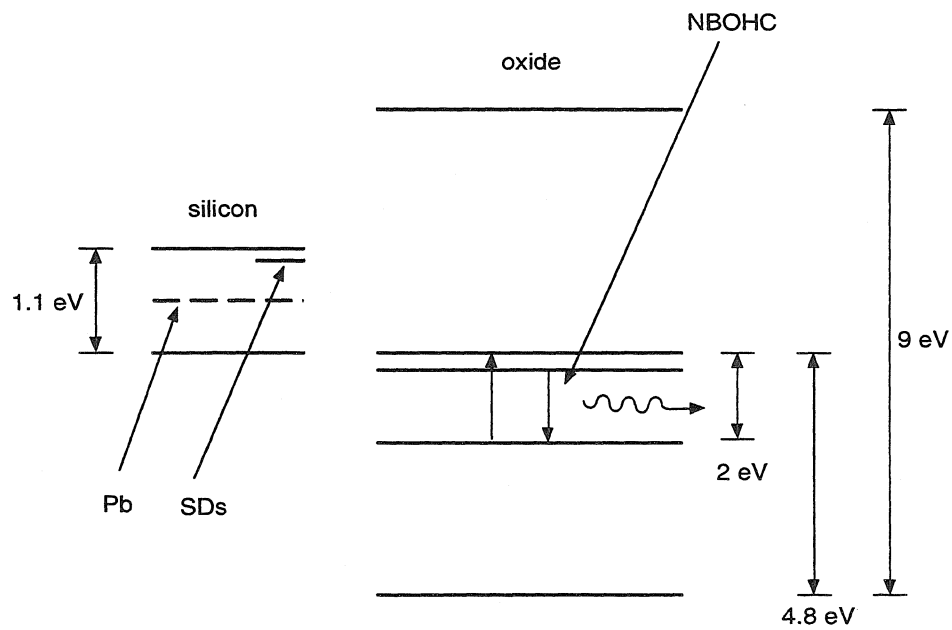 NBOHC
oxide
silicon
1.1 eV
9 eV
2 eV
Pb
SDs
4.8 eV